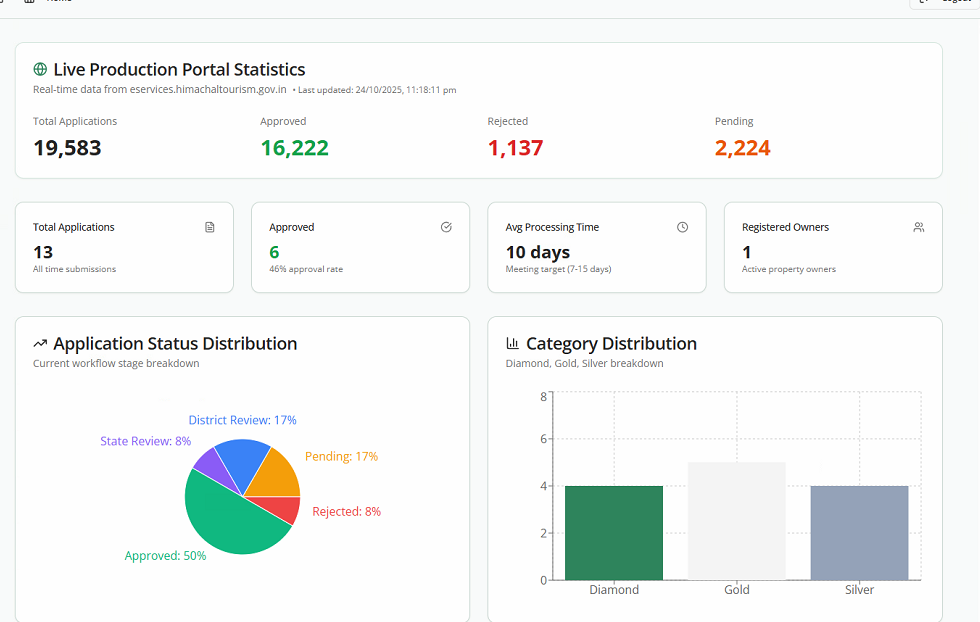 Live Production Portal Statistics
Real-time data from eservices.himachaltourism.gov.in • Last updated: 24/10/2025, 11:18:11 pm
Total Applications Approved Rejected Pending
19,583 16,222 1,137 2,224
Total Applications
13
All time submissions
Approved
6
46% approval rate
Avg Processing Time
10 days
Meeting target (7-15 days)
Registered Owners
1
Active property owners
Application Status Distribution
Current workflow stage breakdown
District Review: 17%
State Review: 8%
Pending: 17%
Rejected: 8%
Approved: 50%
Category Distribution
Diamond, Gold, Silver breakdown
8
6
4
2
0
Diamond Gold Silver